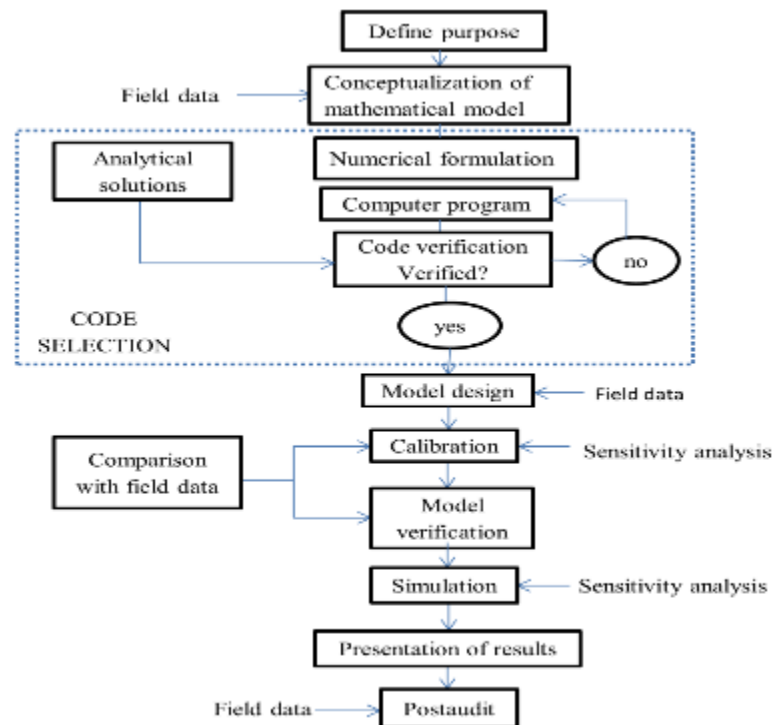 Define purpose
Field data
Conceptualization of
mathematical model
Analytical
solutions
Numerical formulation
Computer program
Code verification
Verified?
no
yes
CODE
SELECTION
Model design
Field data
Calibration
Sensitivity analysis
Comparison
with field data
Model
verification
Simulation
Sensitivity analysis
Presentation of results
Field data
Postaudit